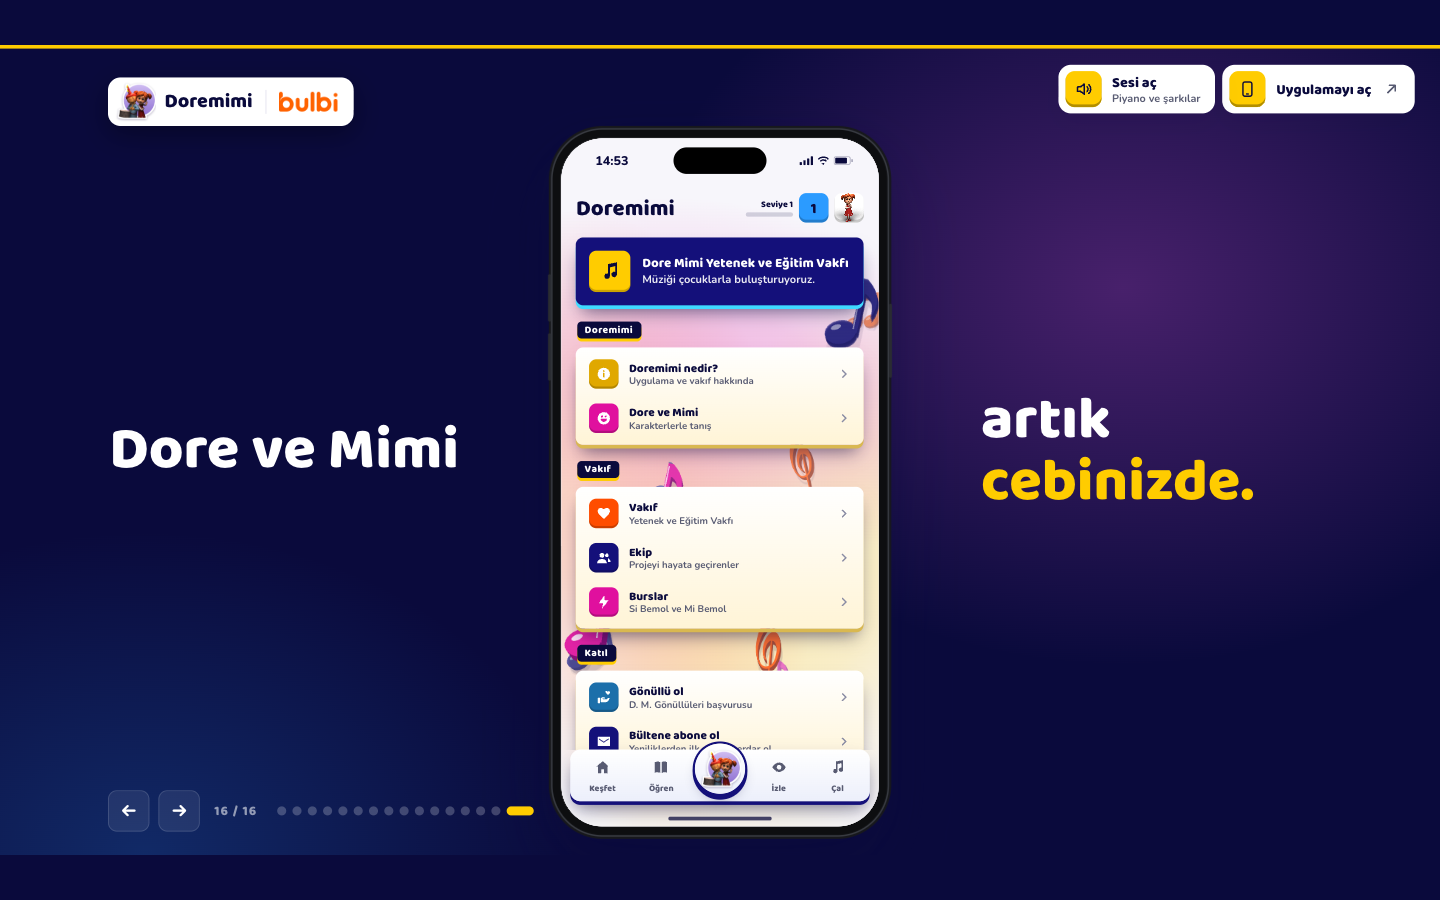 Doremimi bulbi
Sesi aç
Piyano ve şarkılar
Uygulamayı aç
14:53
Doremimi
Seviye 1
1
Dore Mimi Yetenek ve Eğitim Vakfı
Müziği çocuklarla buluşturuyoruz.
Doremimi
Doremimi nedir?
Uygulama ve vakıf hakkında
Dore ve Mimi
Karakterlerle tanış
Vakıf
Vakıf
Yetenek ve Eğitim Vakfı
Ekip
Projeyi hayata geçirenler
Burslar
Si Bemol ve Mi Bemol
Katıl
Gönüllü ol
D. M. Gönüllüleri başvurusu
Bültene abone ol
Keşfet
Öğren
İzle
Çal
Dore ve Mimi
artık
cebinizde.
16 / 16